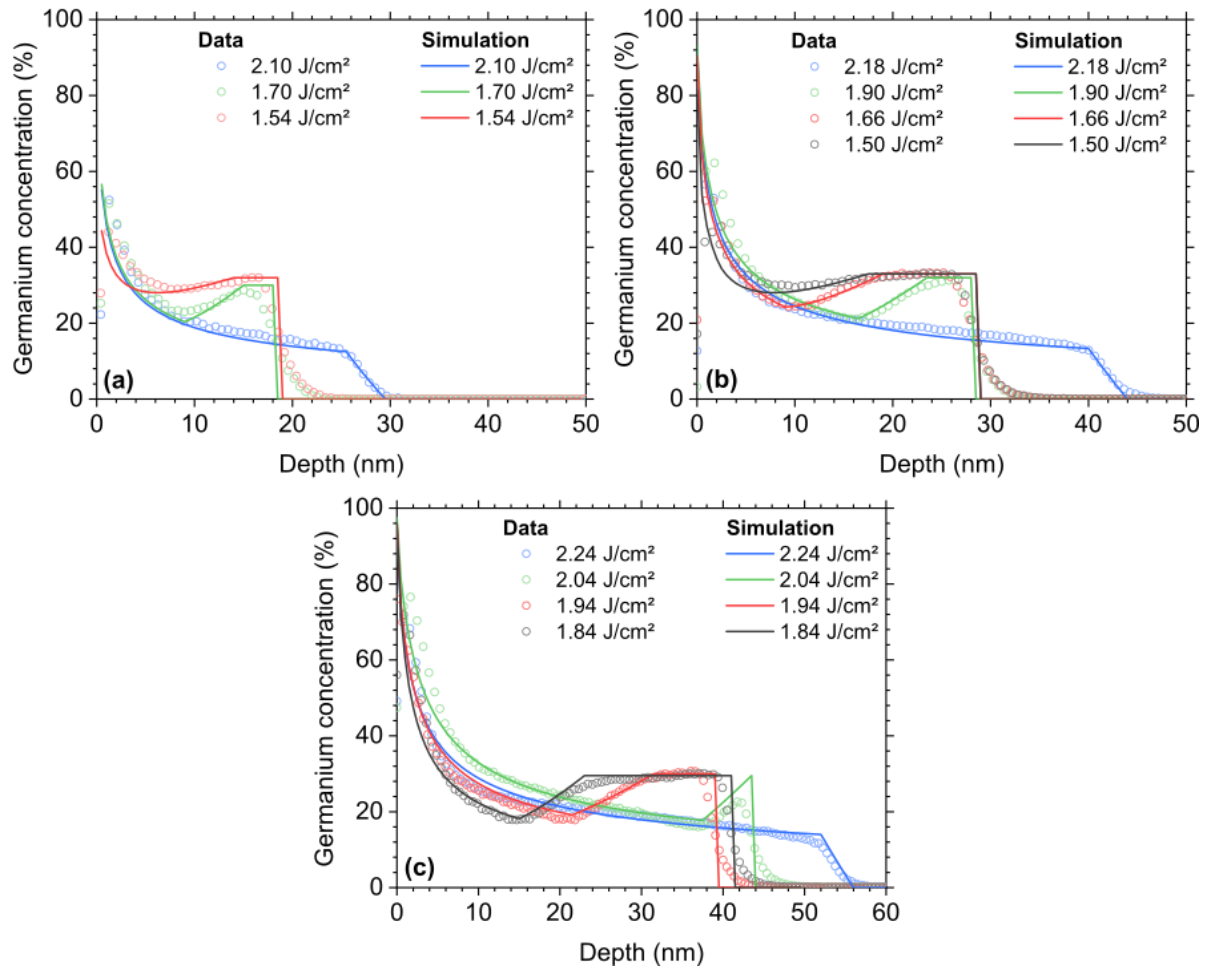 Data Simulation
2.10 J/cm² 2.10 J/cm²
1.70 J/cm² 1.70 J/cm²
1.54 J/cm² 1.54 J/cm²
Germanium concentration (%)
100
80
60
40
20
0
(a)
0 10 20 30 40 50
Depth (nm)
Data Simulation
2.18 J/cm² 2.18 J/cm²
1.90 J/cm² 1.90 J/cm²
1.66 J/cm² 1.66 J/cm²
1.50 J/cm² 1.50 J/cm²
Germanium concentration (%)
100
80
60
40
20
0
(b)
0 10 20 30 40 50
Depth (nm)
Data Simulation
2.24 J/cm² 2.24 J/cm²
2.04 J/cm² 2.04 J/cm²
1.94 J/cm² 1.94 J/cm²
1.84 J/cm² 1.84 J/cm²
Germanium concentration (%)
100
80
60
40
20
0
(c)
0 10 20 30 40 50 60
Depth (nm)